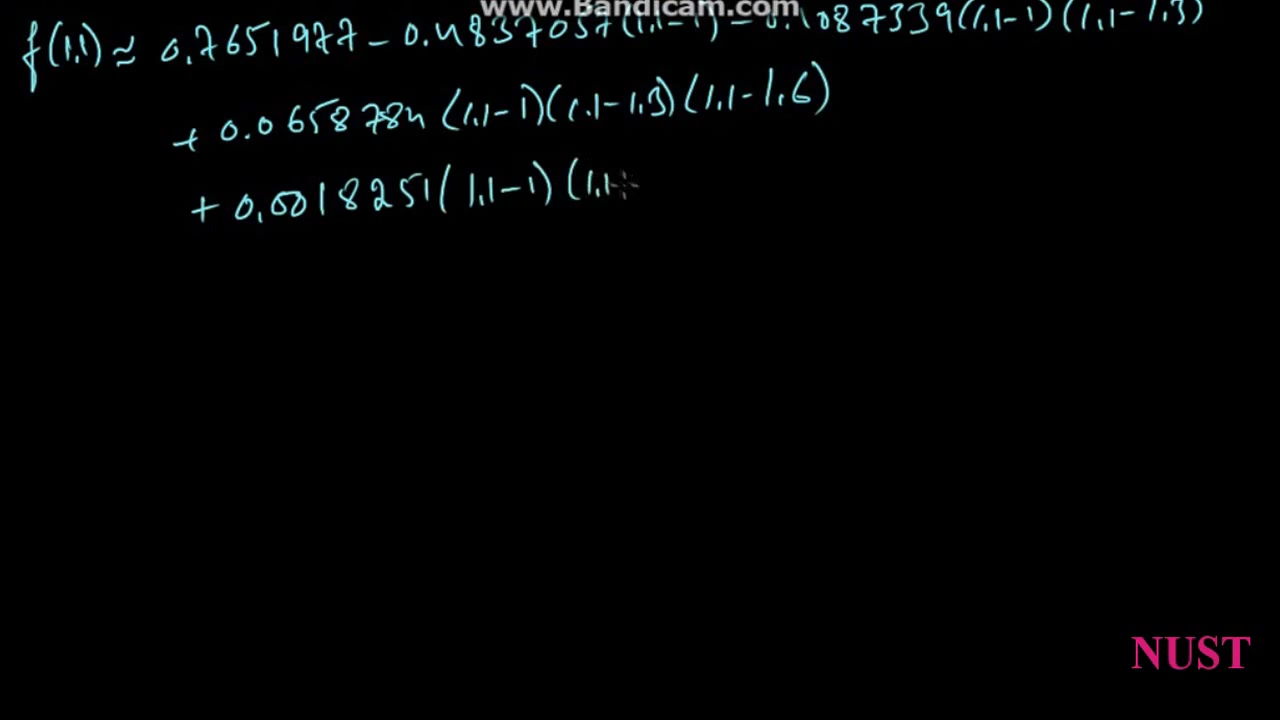 www.Bandicam.com
f(1,1) ≈ 0.7651977 - 0.4837057(1,1-1) - 0.1087339(1,1-1)(1,1-1,3)
+ 0.0658784(1,1-1)(1,1-1,3)(1,1-1,6)
+ 0,0018251(1,1-1)(1,1-
NUST